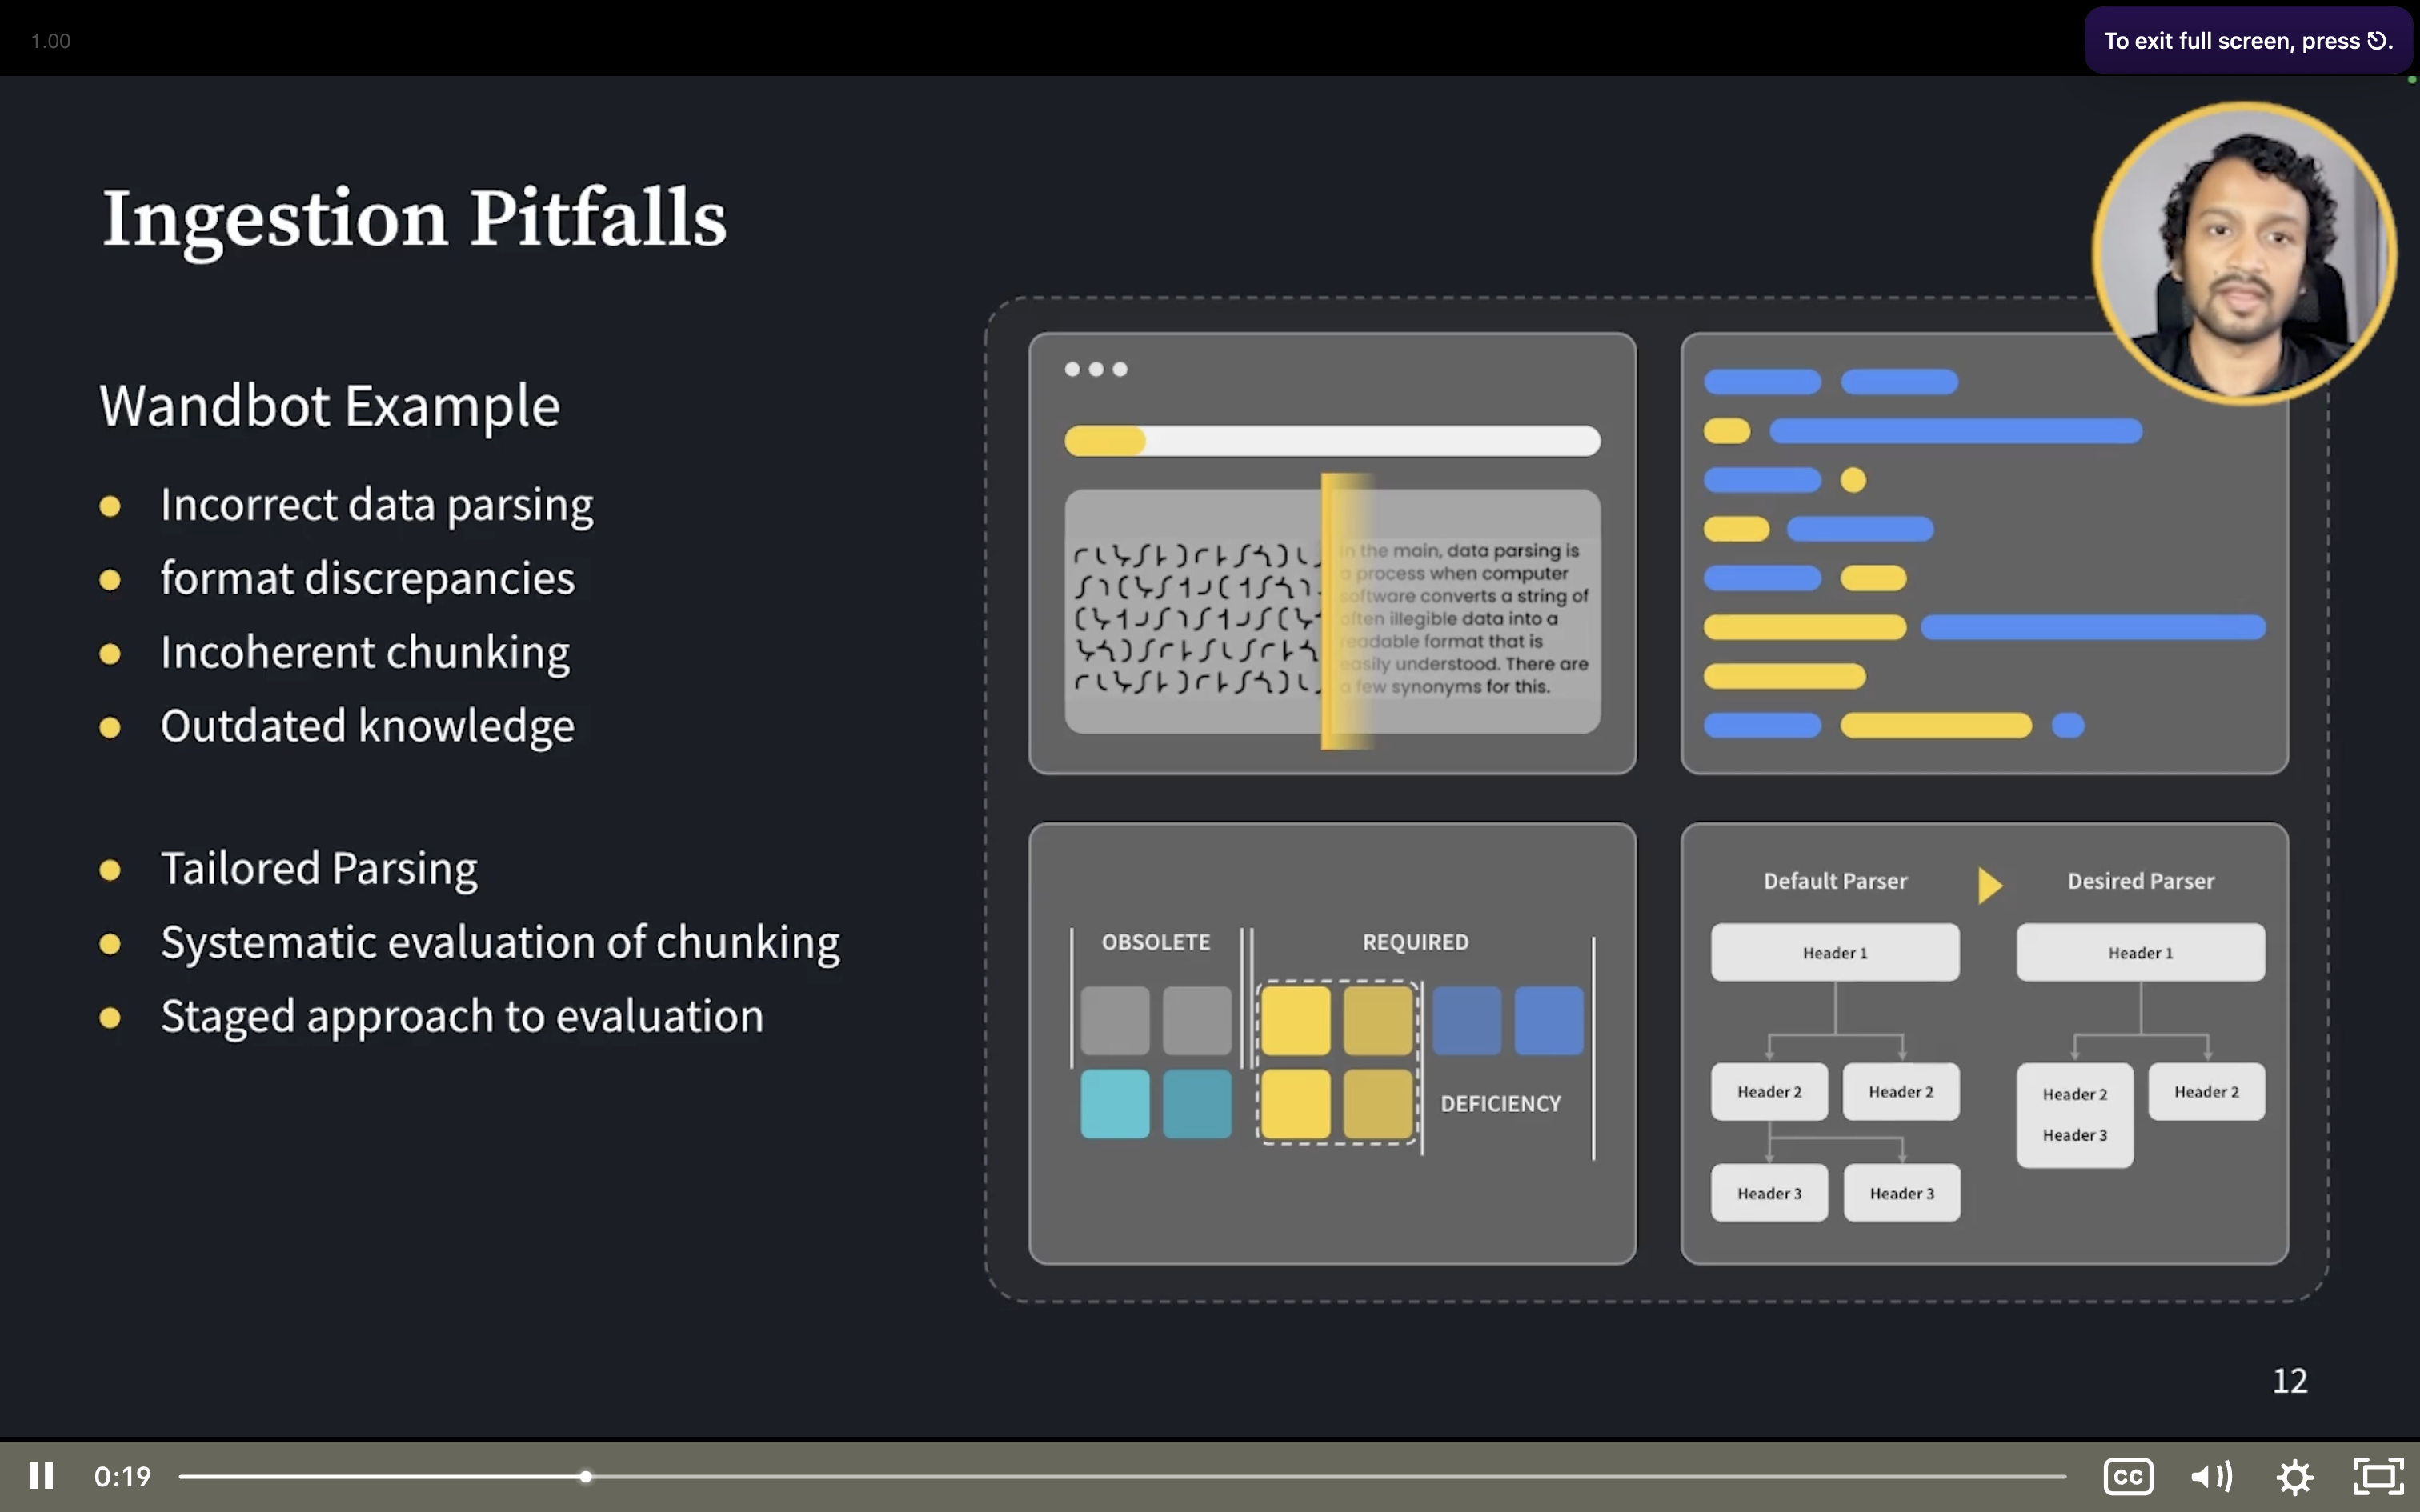 1.00
To exit full screen, press
Ingestion Pitfalls
Wandbot Example
Incorrect data parsing
format discrepancies
Incoherent chunking
Outdated knowledge
Tailored Parsing
Systematic evaluation of chunking
Staged approach to evaluation
In the main, data parsing is
a process when computer
software converts a string of
often illegible data into a
readable format that is
easily understood. There are
a few synonyms for this.
OBSOLETE
REQUIRED
DEFICIENCY
Default Parser
Desired Parser
Header 1
Header 1
Header 2
Header 2
Header 2
Header 3
Header 2
Header 3
Header 3
12
0:19
CC